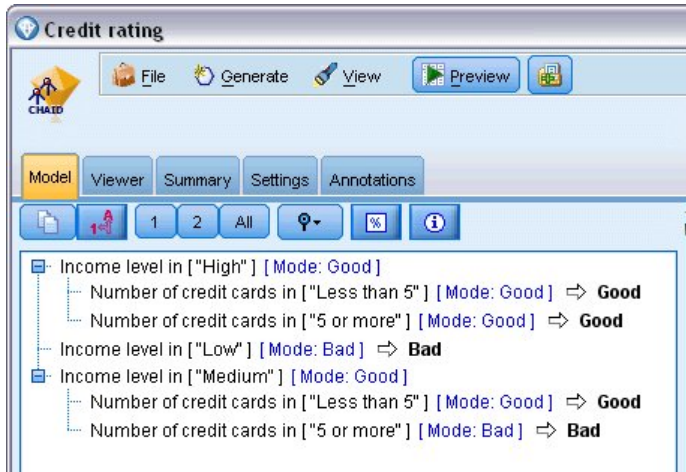 Credit rating
CHAID
File Generate View Preview
Model Viewer Summary Settings Annotations
1 2 All %
Income level in ["High"] [Mode: Good]
Number of credit cards in ["Less than 5"] [Mode: Good] ⇨ Good
Number of credit cards in ["5 or more"] [Mode: Good] ⇨ Good
Income level in ["Low"] [Mode: Bad] ⇨ Bad
Income level in ["Medium"] [Mode: Good]
Number of credit cards in ["Less than 5"] [Mode: Good] ⇨ Good
Number of credit cards in ["5 or more"] [Mode: Bad] ⇨ Bad